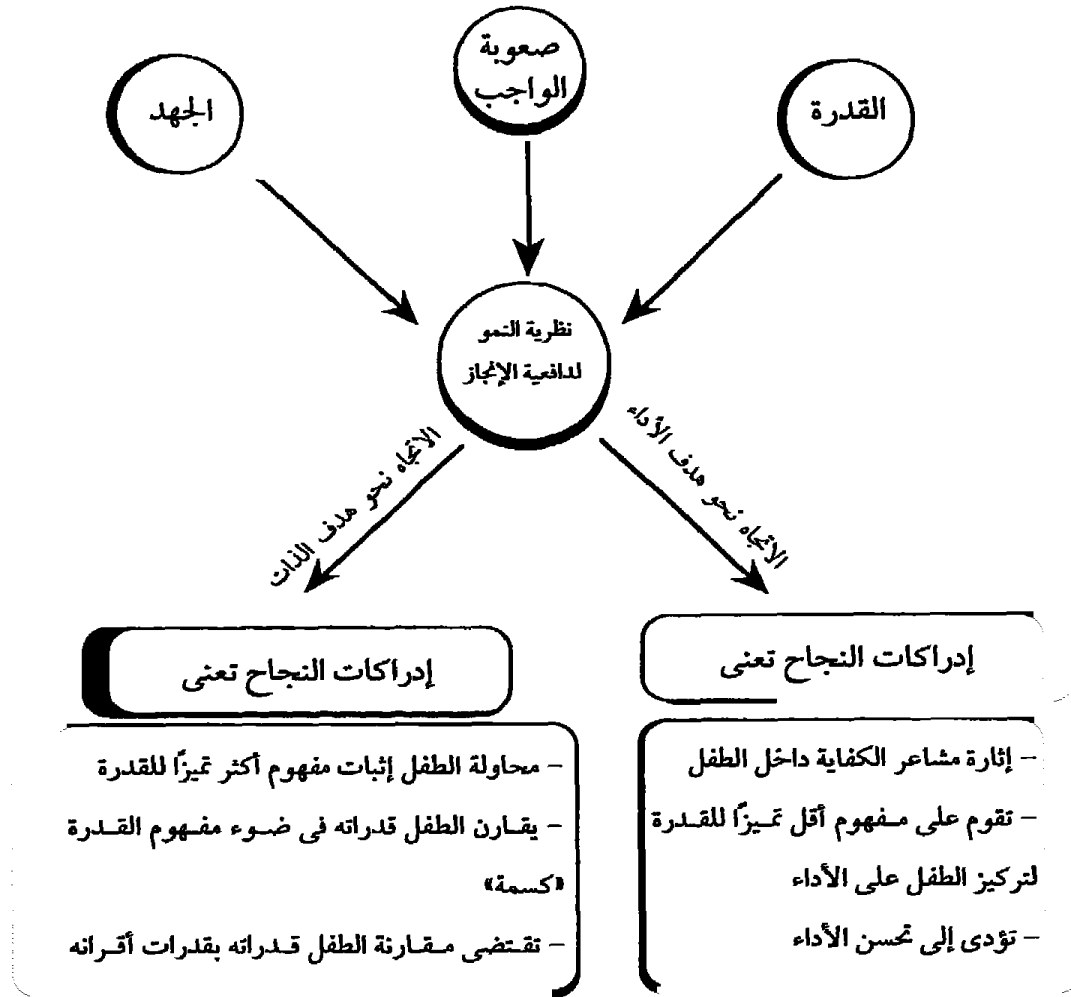 القدرة
صعوبة
الواجب
الجهد
نظرية النمو
لدافعية الإنجاز
الاتجاه نحو هدف الأداء
الاتجاه نحو هدف الذات
إدراكات النجاح تعنى
– إثارة مشاعر الكفاية داخل الطفل
– تقوم على مفهوم أقل تميزًا للقدرة
لتركيز الطفل على الأداء
– تؤدى إلى تحسن الأداء
إدراكات النجاح تعنى
– محاولة الطفل إثبات مفهوم أكثر تميزًا للقدرة
– يقارن الطفل قدراته فى ضوء مفهوم القدرة
«كسمة»
– تقتضى مقارنة الطفل قدراته بقدرات أقرانه